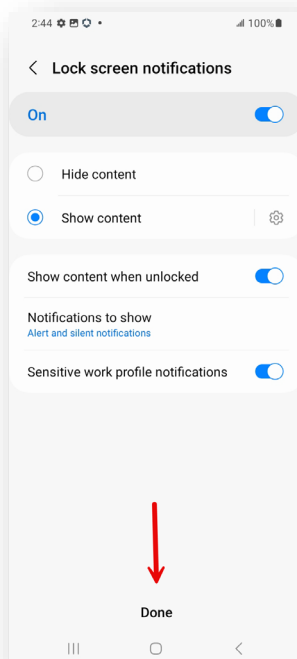 2:44 100%
Lock screen notifications
On
Hide content
Show content
Show content when unlocked
Notifications to show
Alert and silent notifications
Sensitive work profile notifications
Done